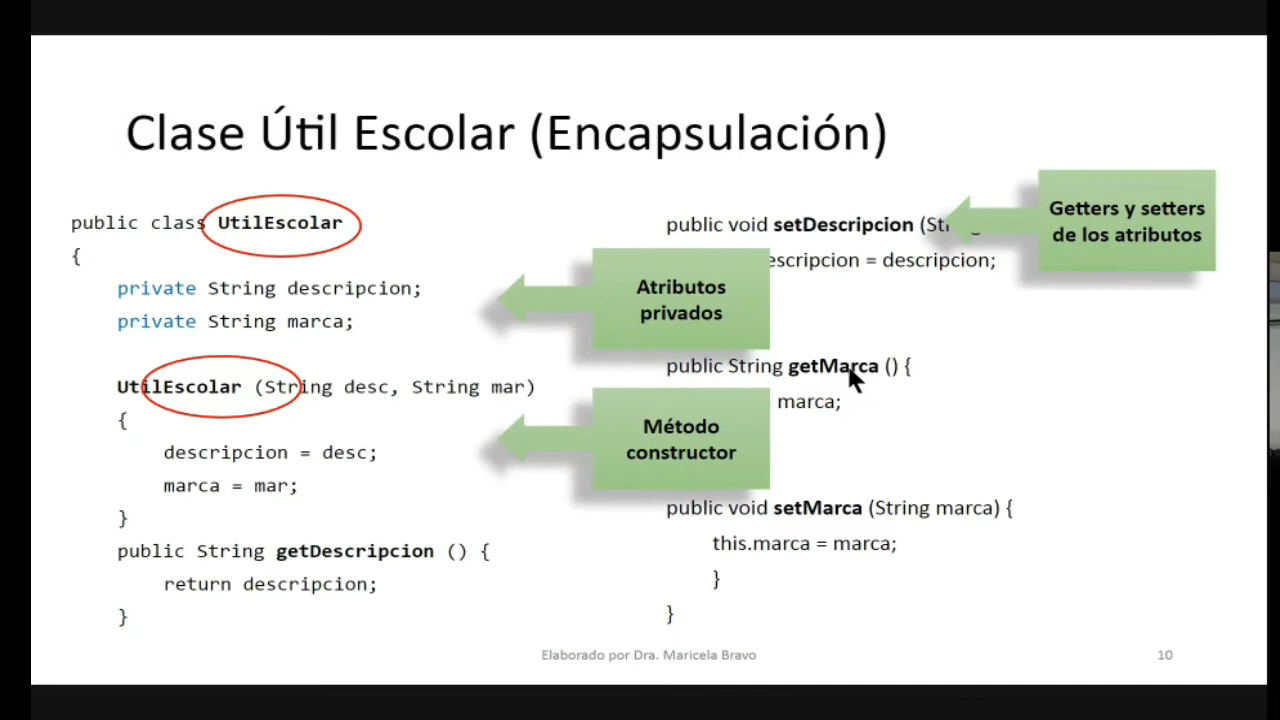 Clase Útil Escolar (Encapsulación)
public class UtilEscolar
{
private String descripcion;
private String marca;
UtilEscolar (String desc, String mar)
{
descripcion = desc;
marca = mar;
}
public String getDescripcion () {
return descripcion;
}
public void setDescripcion
descripcion;
public String getMarca () {
marca;
public void setMarca (String marca) {
this.marca = marca;
}
}
Getters y setters
de los atributos
Atributos
privados
Método
constructor
Elaborado por Dra. Maricela Bravo
10